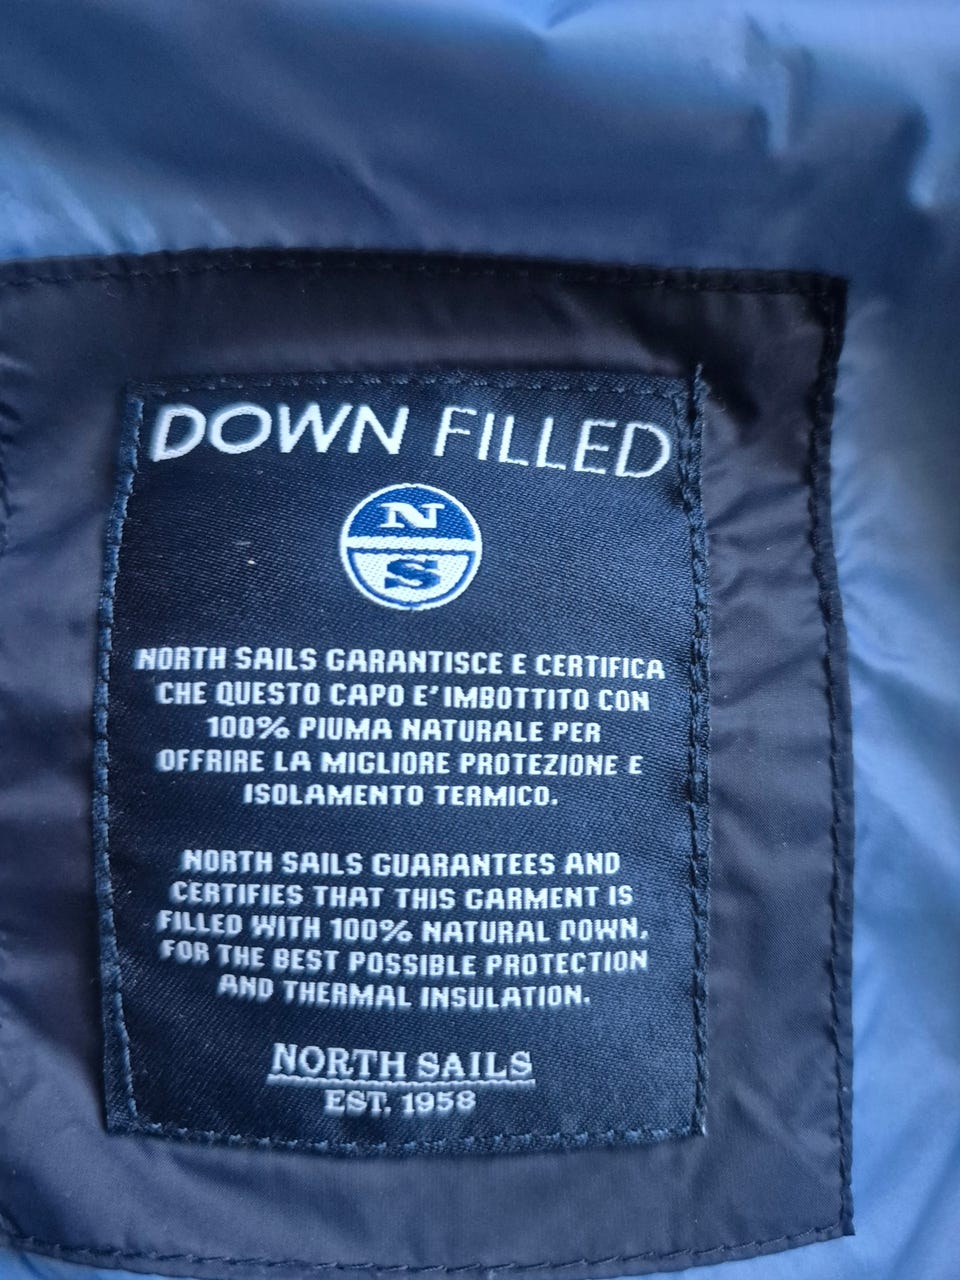 DOWN FILLED
N
S
NORTH SAILS GARANTISCE E CERTIFICA
CHE QUESTO CAPO E' IMBOTTITO CON
100% PIUMA NATURALE PER
OFFRIRE LA MIGLIORE PROTEZIONE E
ISOLAMENTO TERMICO.
NORTH SAILS GUARANTEES AND
CERTIFIES THAT THIS GARMENT IS
FILLED WITH 100% NATURAL DOWN,
FOR THE BEST POSSIBLE PROTECTION
AND THERMAL INSULATION.
NORTH SAILS
EST. 1958